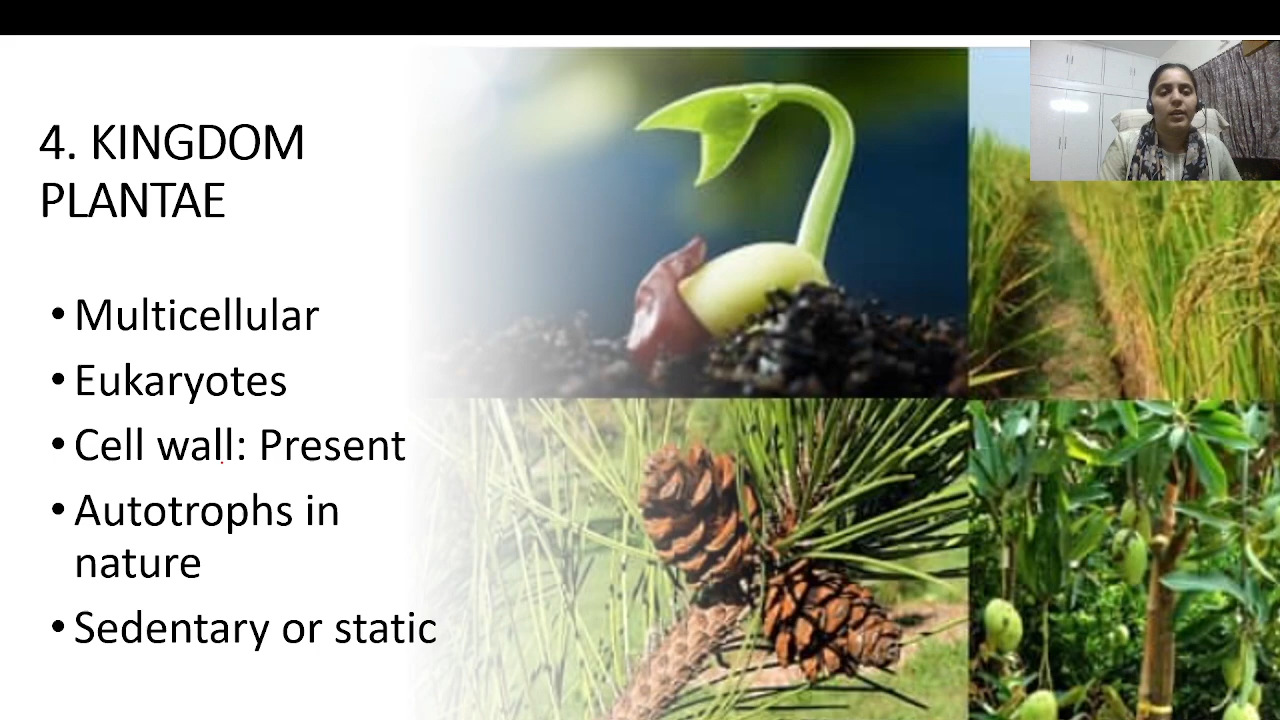 4. KINGDOM
PLANTAE
• Multicellular
• Eukaryotes
• Cell wall: Present
• Autotrophs in
nature
• Sedentary or static